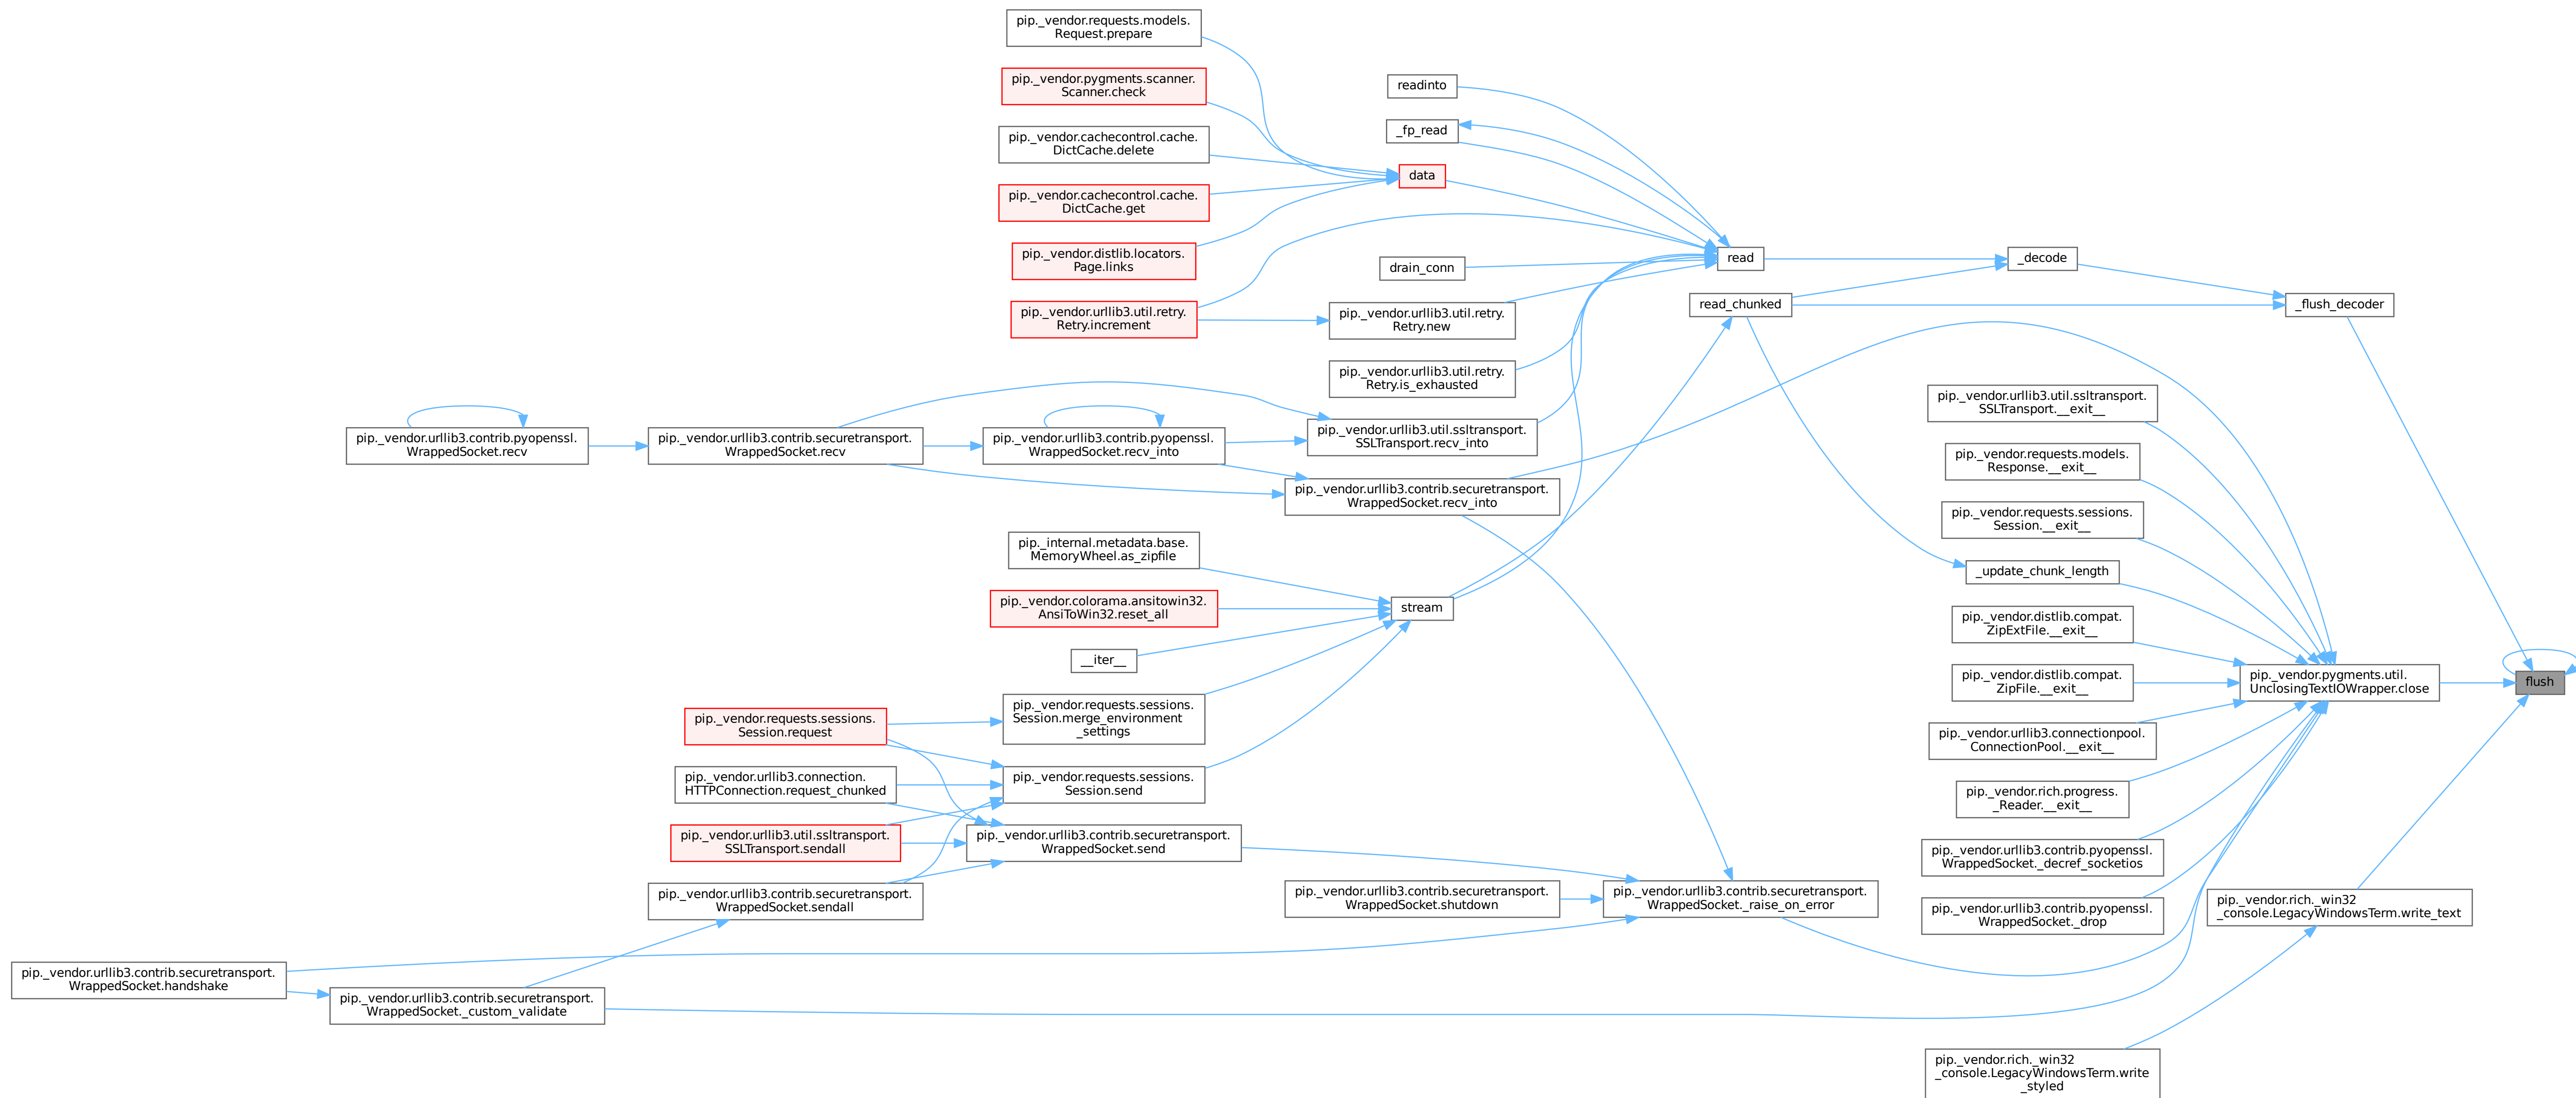 pip._vendor.requests.models.
Request.prepare
pip._vendor.pygments.scanner.
Scanner.check
pip._vendor.cachecontrol.cache.
DictCache.delete
pip._vendor.cachecontrol.cache.
DictCache.get
pip._vendor.distlib.locators.
Page.links
pip._vendor.urllib3.util.retry.
Retry.increment
readinto
_fp_read
data
drain_conn
pip._vendor.urllib3.util.retry.
Retry.new
pip._vendor.urllib3.util.retry.
Retry.is_exhausted
read
read_chunked
_decode
_flush_decoder
pip._vendor.urllib3.contrib.pyopenssl.
WrappedSocket.recv
pip._vendor.urllib3.contrib.securetransport.
WrappedSocket.recv
pip._vendor.urllib3.contrib.pyopenssl.
WrappedSocket.recv_into
pip._vendor.urllib3.util.ssltransport.
SSLTransport.recv_into
pip._vendor.urllib3.contrib.securetransport.
WrappedSocket.recv_into
pip._internal.metadata.base.
MemoryWheel.as_zipfile
pip._vendor.colorama.ansitowin32.
AnsiToWin32.reset_all
__iter__
stream
pip._vendor.requests.sessions.
Session.merge_environment
_settings
pip._vendor.requests.sessions.
Session.request
pip._vendor.requests.sessions.
Session.send
pip._vendor.urllib3.connection.
HTTPConnection.request_chunked
pip._vendor.urllib3.util.ssltransport.
SSLTransport.sendall
pip._vendor.urllib3.contrib.securetransport.
WrappedSocket.send
pip._vendor.urllib3.contrib.securetransport.
WrappedSocket.sendall
pip._vendor.urllib3.contrib.securetransport.
WrappedSocket.shutdown
pip._vendor.urllib3.contrib.securetransport.
WrappedSocket._raise_on_error
pip._vendor.urllib3.contrib.securetransport.
WrappedSocket.handshake
pip._vendor.urllib3.contrib.securetransport.
WrappedSocket._custom_validate
pip._vendor.urllib3.util.ssltransport.
SSLTransport.__exit__
pip._vendor.requests.models.
Response.__exit__
pip._vendor.requests.sessions.
Session.__exit__
_update_chunk_length
pip._vendor.distlib.compat.
ZipExtFile.__exit__
pip._vendor.distlib.compat.
ZipFile.__exit__
pip._vendor.urllib3.connectionpool.
ConnectionPool.__exit__
pip._vendor.rich.progress.
_Reader.__exit__
pip._vendor.urllib3.contrib.pyopenssl.
WrappedSocket._decref_socketios
pip._vendor.urllib3.contrib.pyopenssl.
WrappedSocket._drop
pip._vendor.pygments.util.
UnclosingTextIOWrapper.close
flush
pip._vendor.rich._win32
_console.LegacyWindowsTerm.write_text
pip._vendor.rich._win32
_console.LegacyWindowsTerm.write
_styled